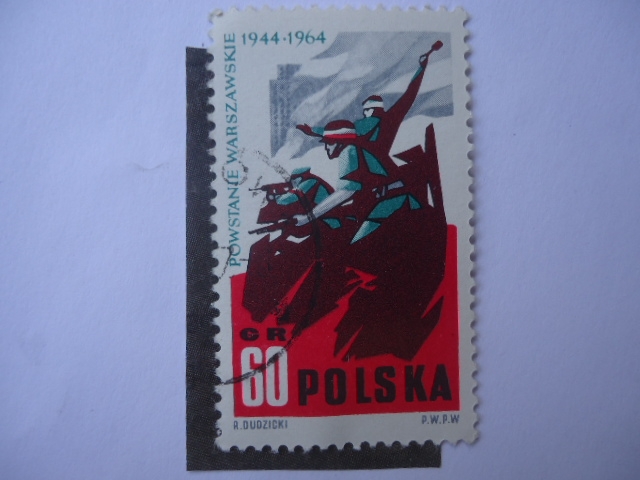 1944·1964
POWSTANIE WARSZAWSKIE
GR
60 POLSKA
R.DUDZICKI
P.W.P.W